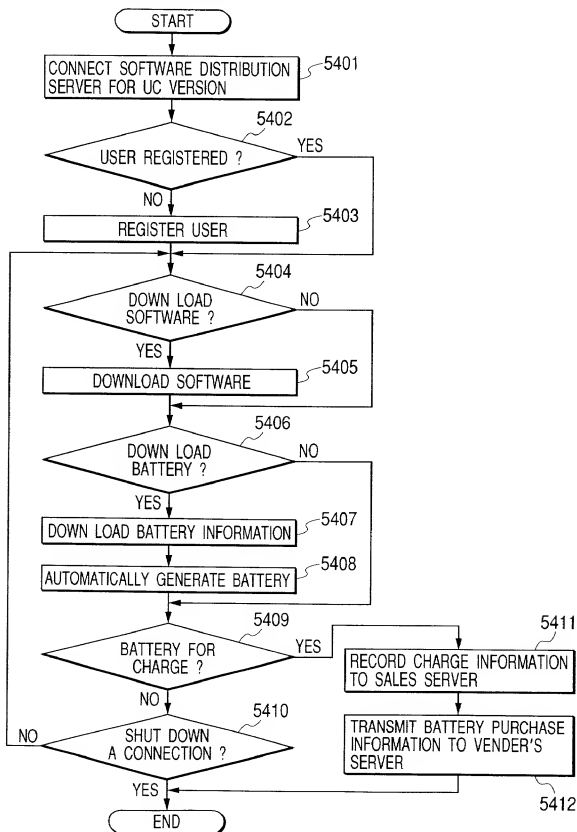 START
CONNECT SOFTWARE DISTRIBUTION
SERVER FOR UC VERSION
5401
5402
USER REGISTERED ?
YES
NO
REGISTER USER
5403
5404
DOWN LOAD
SOFTWARE ?
NO
YES
DOWNLOAD SOFTWARE
5405
5406
DOWN LOAD
BATTERY ?
NO
YES
DOWN LOAD BATTERY INFORMATION
5407
AUTOMATICALLY GENERATE BATTERY
5408
5409
BATTERY FOR
CHARGE ?
YES
NO
5411
RECORD CHARGE INFORMATION
TO SALES SERVER
5410
SHUT DOWN
A CONNECTION ?
NO
YES
TRANSMIT BATTERY PURCHASE
INFORMATION TO VENDER'S
SERVER
5412
END